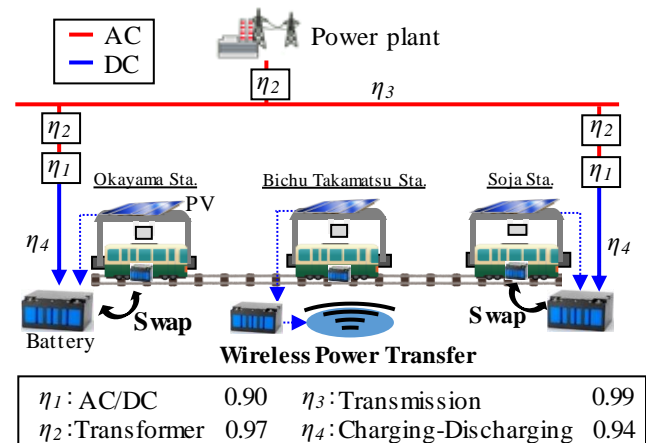 AC
DC
Power plant
η2
η3
η2
η1
η2
η1
Okayama Sta.
Bichu Takamatsu Sta.
Soja Sta.
PV
η4
η4
Swap
Swap
Battery
Wireless Power Transfer
η1:AC/DC 0.90 η3:Transmission 0.99
η2:Transformer 0.97 η4:Charging-Discharging 0.94